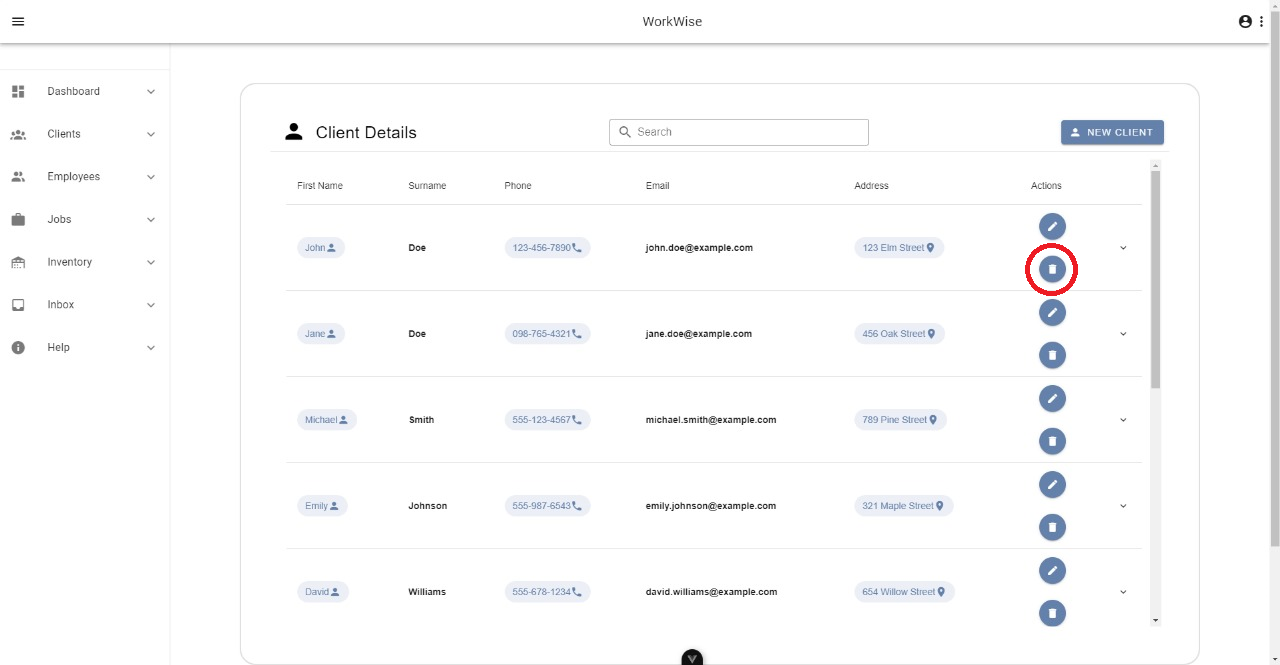 WorkWise
Dashboard
Clients
Employees
Jobs
Inventory
Inbox
Help
Client Details
Search
NEW CLIENT
First Name Surname Phone Email Address Actions
John Doe 123-456-7890 john.doe@example.com 123 Elm Street
Jane Doe 098-765-4321 jane.doe@example.com 456 Oak Street
Michael Smith 555-123-4567 michael.smith@example.com 789 Pine Street
Emily Johnson 555-987-6543 emily.johnson@example.com 321 Maple Street
David Williams 555-678-1234 david.williams@example.com 654 Willow Street